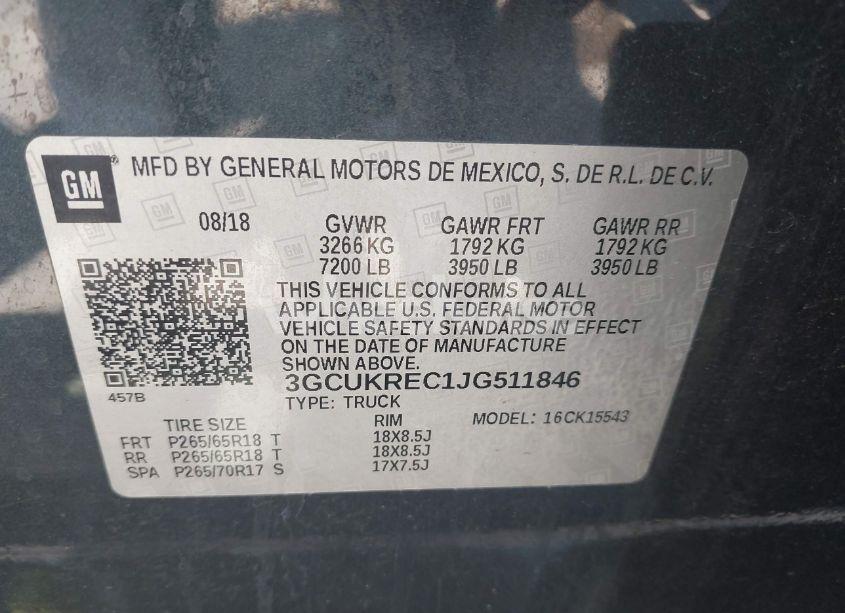 GM® MFD BY GENERAL MOTORS DE MEXICO, S. DE R.L. DE C.V.
08/18 GVWR GAWR FRT GAWR RR
3266 KG 1792 KG 1792 KG
7200 LB 3950 LB 3950 LB
THIS VEHICLE CONFORMS TO ALL
APPLICABLE U.S. FEDERAL MOTOR
VEHICLE SAFETY STANDARDS IN EFFECT
ON THE DATE OF MANUFACTURE
SHOWN ABOVE.
3GCUKREC1JG511846
457B TYPE: TRUCK
TIRE SIZE RIM MODEL: 16CK15543
FRT P265/65R18 T 18X8.5J
RR P265/65R18 T 18X8.5J
SPA P265/70R17 S 17X7.5J